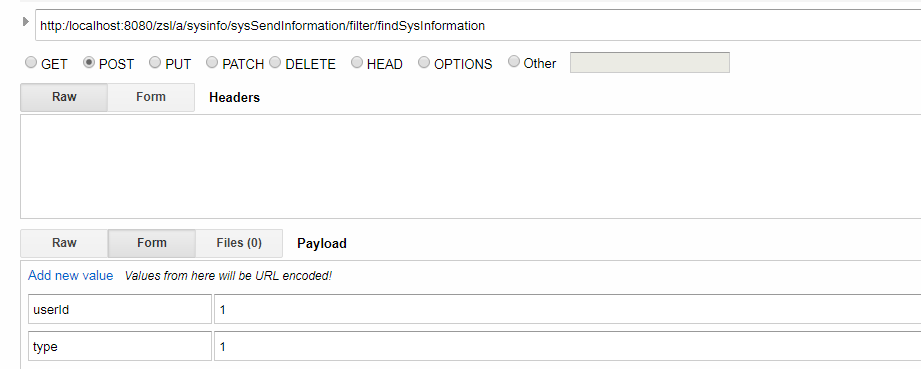 http:/localhost:8080/zsl/a/sysinfo/sysSendInformation/filter/findSysInformation
GET POST PUT PATCH DELETE HEAD OPTIONS Other
Raw Form Headers
Raw Form Files (0) Payload
Add new value Values from here will be URL encoded!
userId 1
type 1